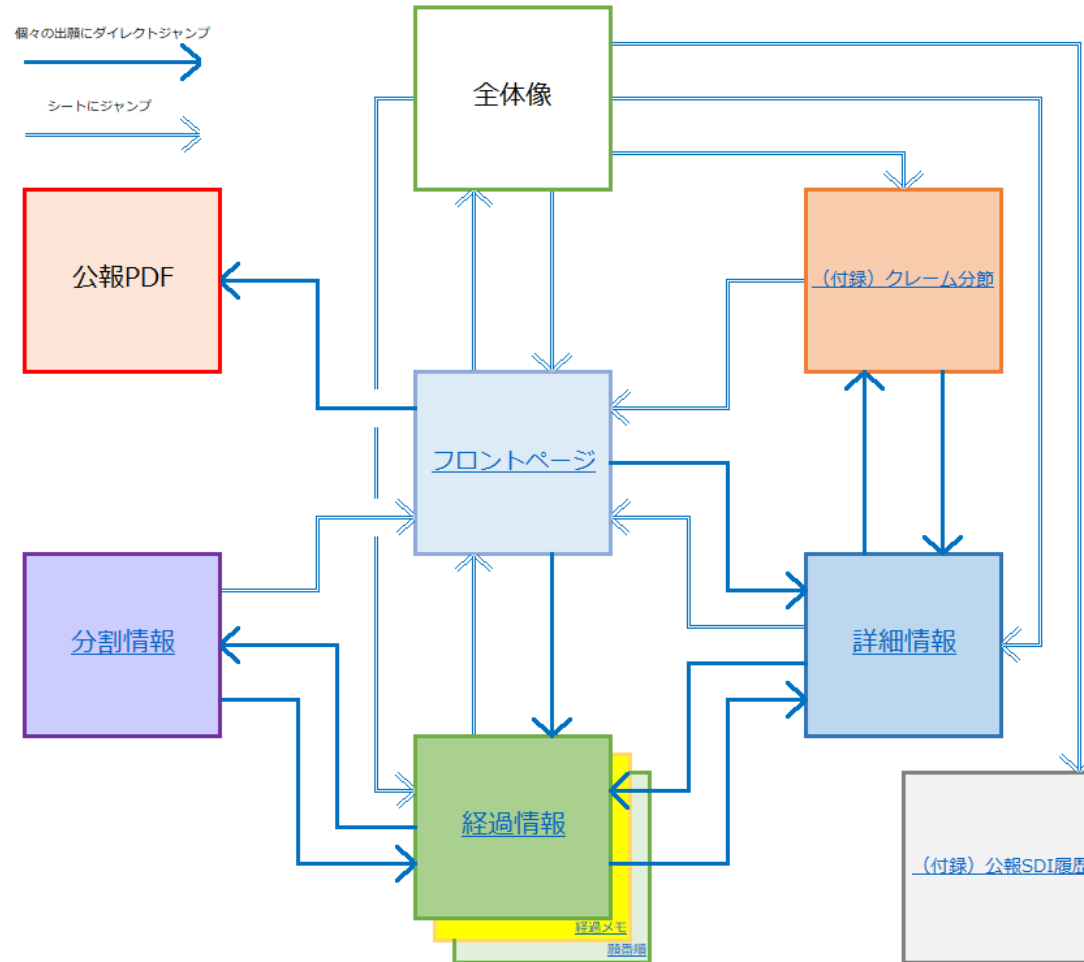 個々の出願にダイレクトジャンプ
シートにジャンプ
全体像
公報PDF
（付録）クレーム分節
フロントページ
分割情報
詳細情報
経過情報
（付録）公報SDI履歴
経過メモ
願番順